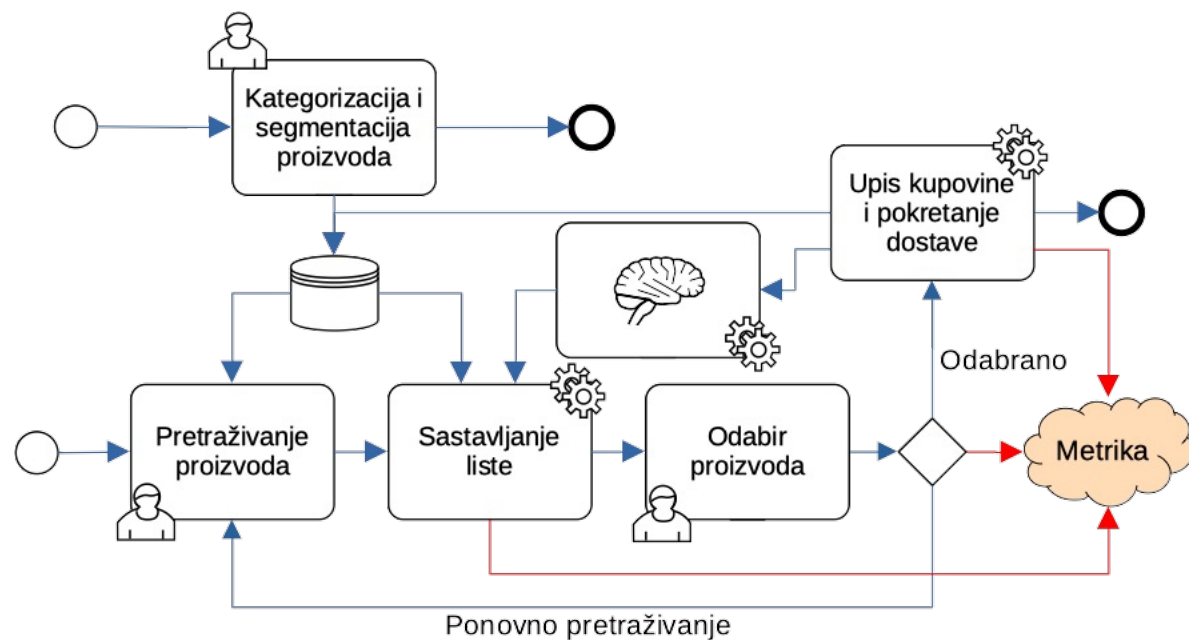 Kategorizacija i
segmentacija
proizvoda
Upis kupovine
i pokretanje
dostave
Odabrano
Pretraživanje
proizvoda
Sastavljanje
liste
Odabir
proizvoda
Metrika
Ponovno pretraživanje